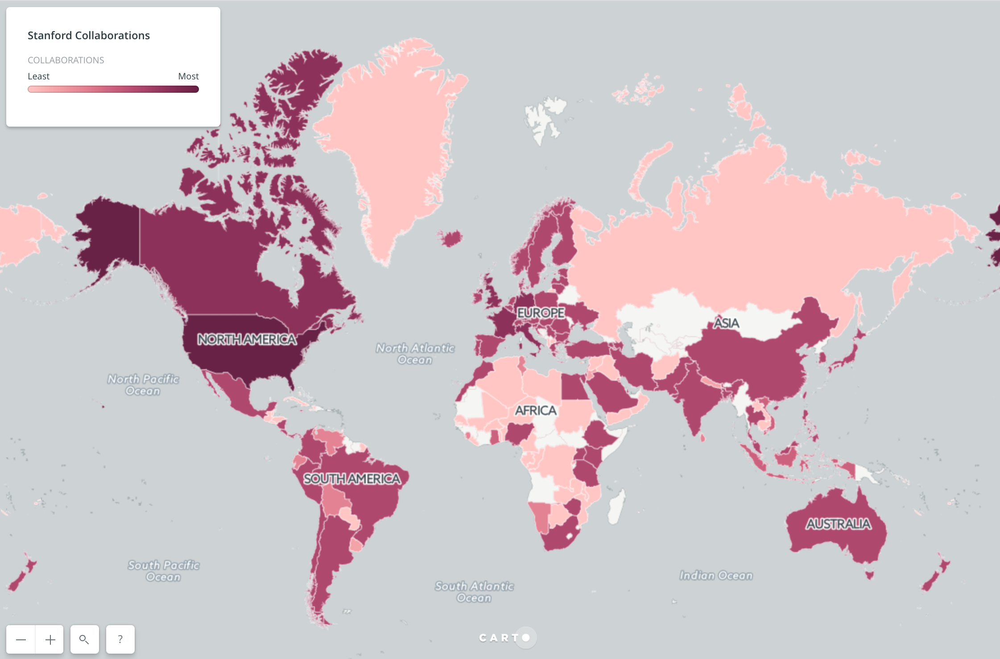 Stanford Collaborations
COLLABORATIONS
Least Most
EUROPE
ASIA
NORTH AMERICA
North Atlantic
Ocean
North Pacific
Ocean
AFRICA
SOUTH AMERICA
AUSTRALIA
South Pacific
Ocean
Indian Ocean
South Atlantic
Ocean
CARTO
?